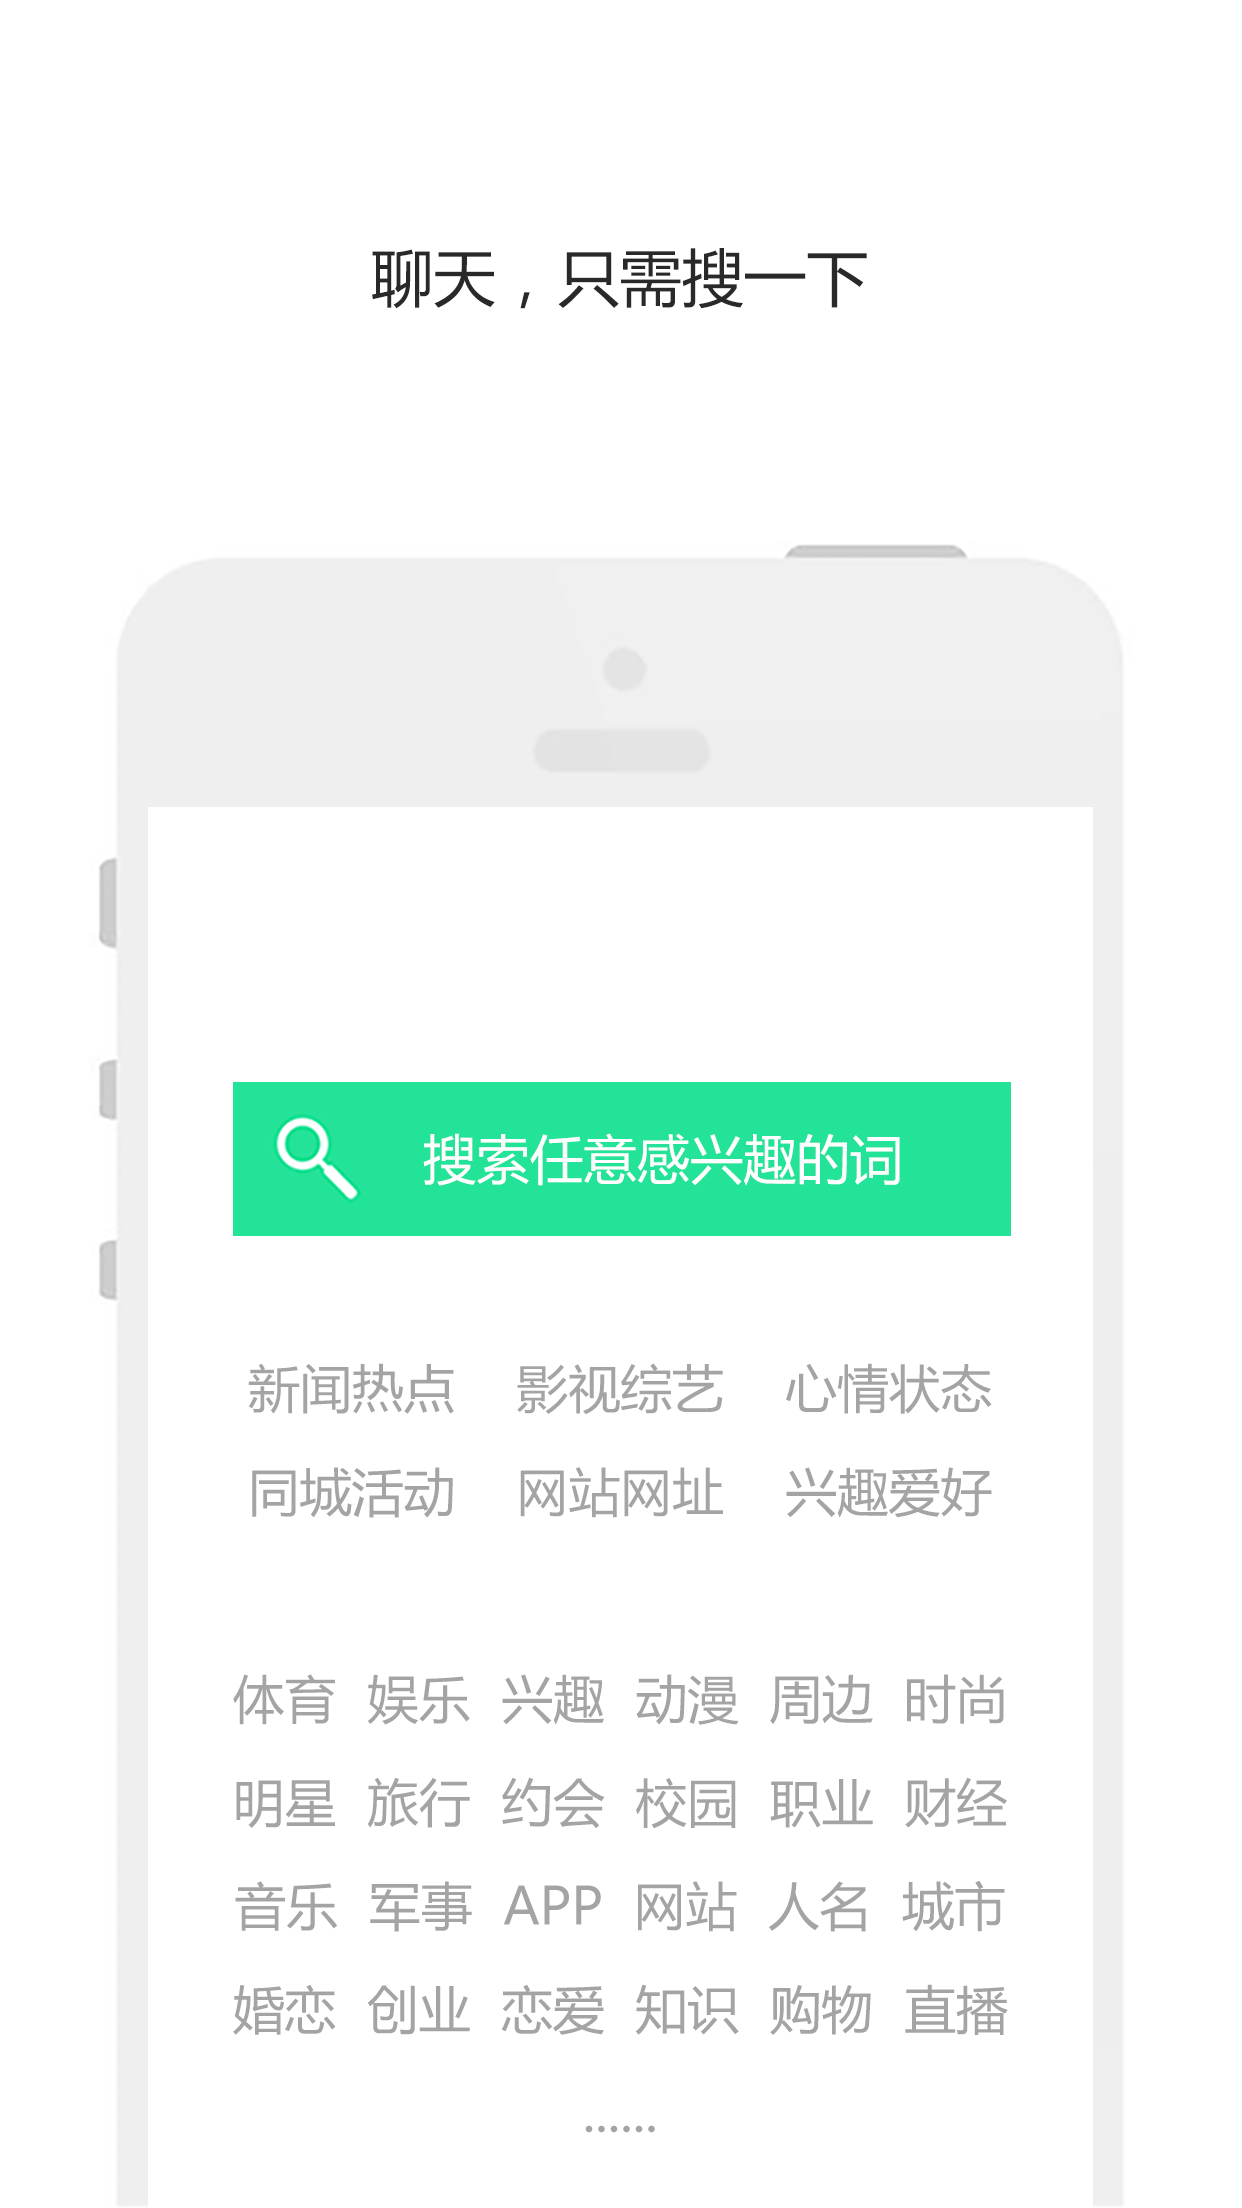 聊天，只需搜一下
搜索任意感兴趣的词
新闻热点 影视综艺 心情状态
同城活动 网站网址 兴趣爱好
体育 娱乐 兴趣 动漫 周边 时尚
明星 旅行 约会 校园 职业 财经
音乐 军事 APP 网站 人名 城市
婚恋 创业 恋爱 知识 购物 直播
……